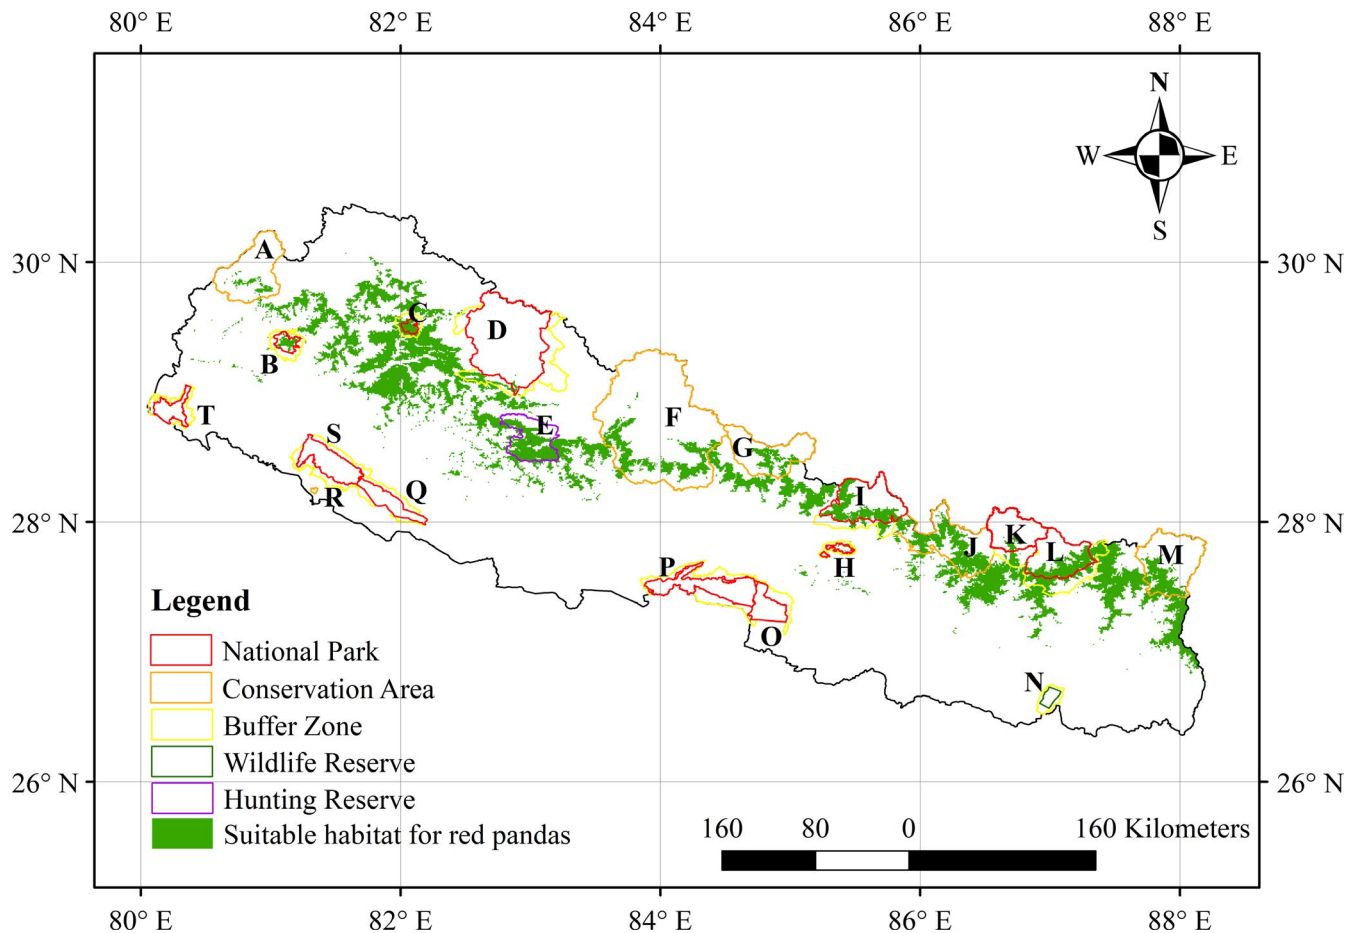 80° E 82° E 84° E 86° E 88° E
N
W E
S
30° N 30° N
28° N 28° N
26° N 26° N
A
B
C
D
E
F
G
H
I
J
K
L
M
N
O
P
Q
R
S
T
Legend
National Park
Conservation Area
Buffer Zone
Wildlife Reserve
Hunting Reserve
Suitable habitat for red pandas
160 80 0 160 Kilometers
80° E 82° E 84° E 86° E 88° E